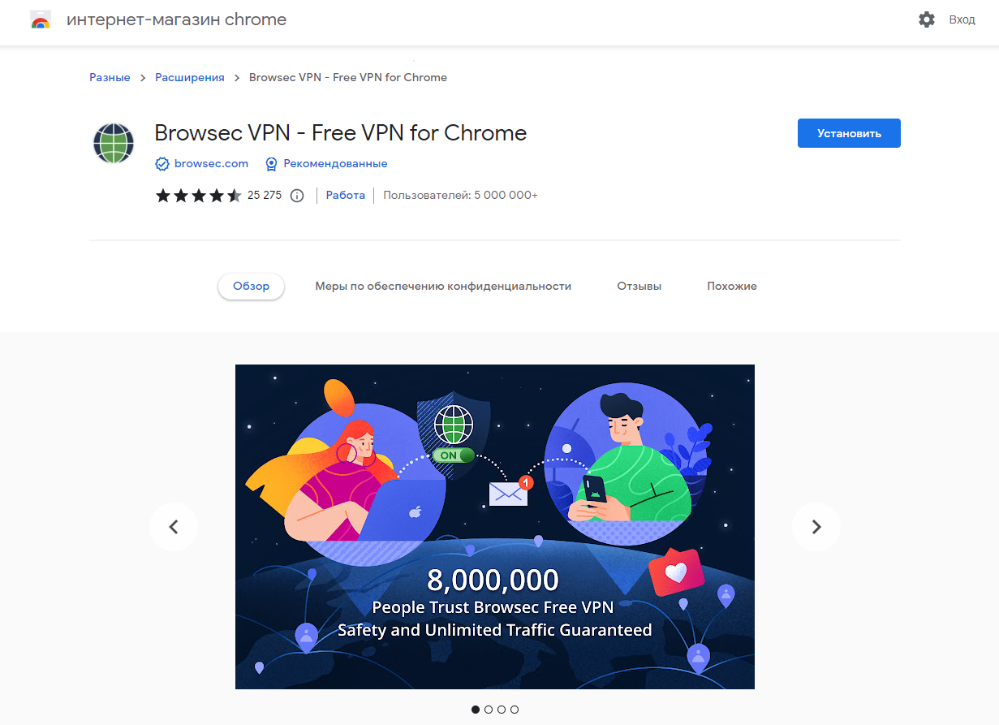 интернет-магазин chrome
Вход
Разные > Расширения > Browsec VPN - Free VPN for Chrome
Browsec VPN - Free VPN for Chrome
Установить
browsec.com Рекомендованные
25 275 Работа Пользователей: 5 000 000+
Обзор Меры по обеспечению конфиденциальности Отзывы Похожие
ON
1
8,000,000
People Trust Browsec Free VPN
Safety and Unlimited Traffic Guaranteed